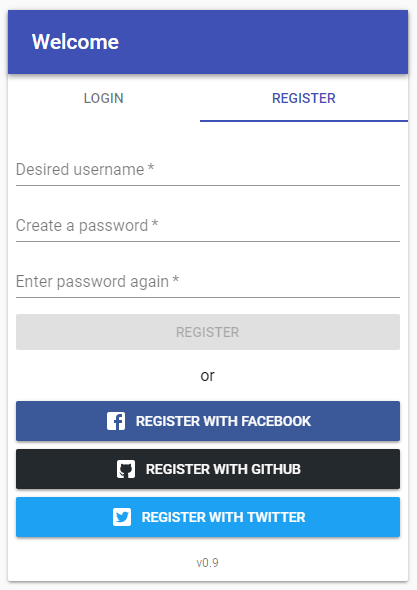 Welcome
LOGIN REGISTER
Desired username *
Create a password *
Enter password again *
REGISTER
or
REGISTER WITH FACEBOOK
REGISTER WITH GITHUB
REGISTER WITH TWITTER
v0.9